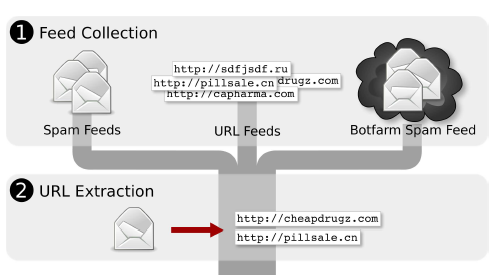 1 Feed Collection
http://sdfjsdf.ru
http://pillsale.cn
drugz.com
http://capharma.com
Spam Feeds
URL Feeds
Botfarm Spam Feed
2 URL Extraction
http://cheapdrugz.com
http://pillsale.cn